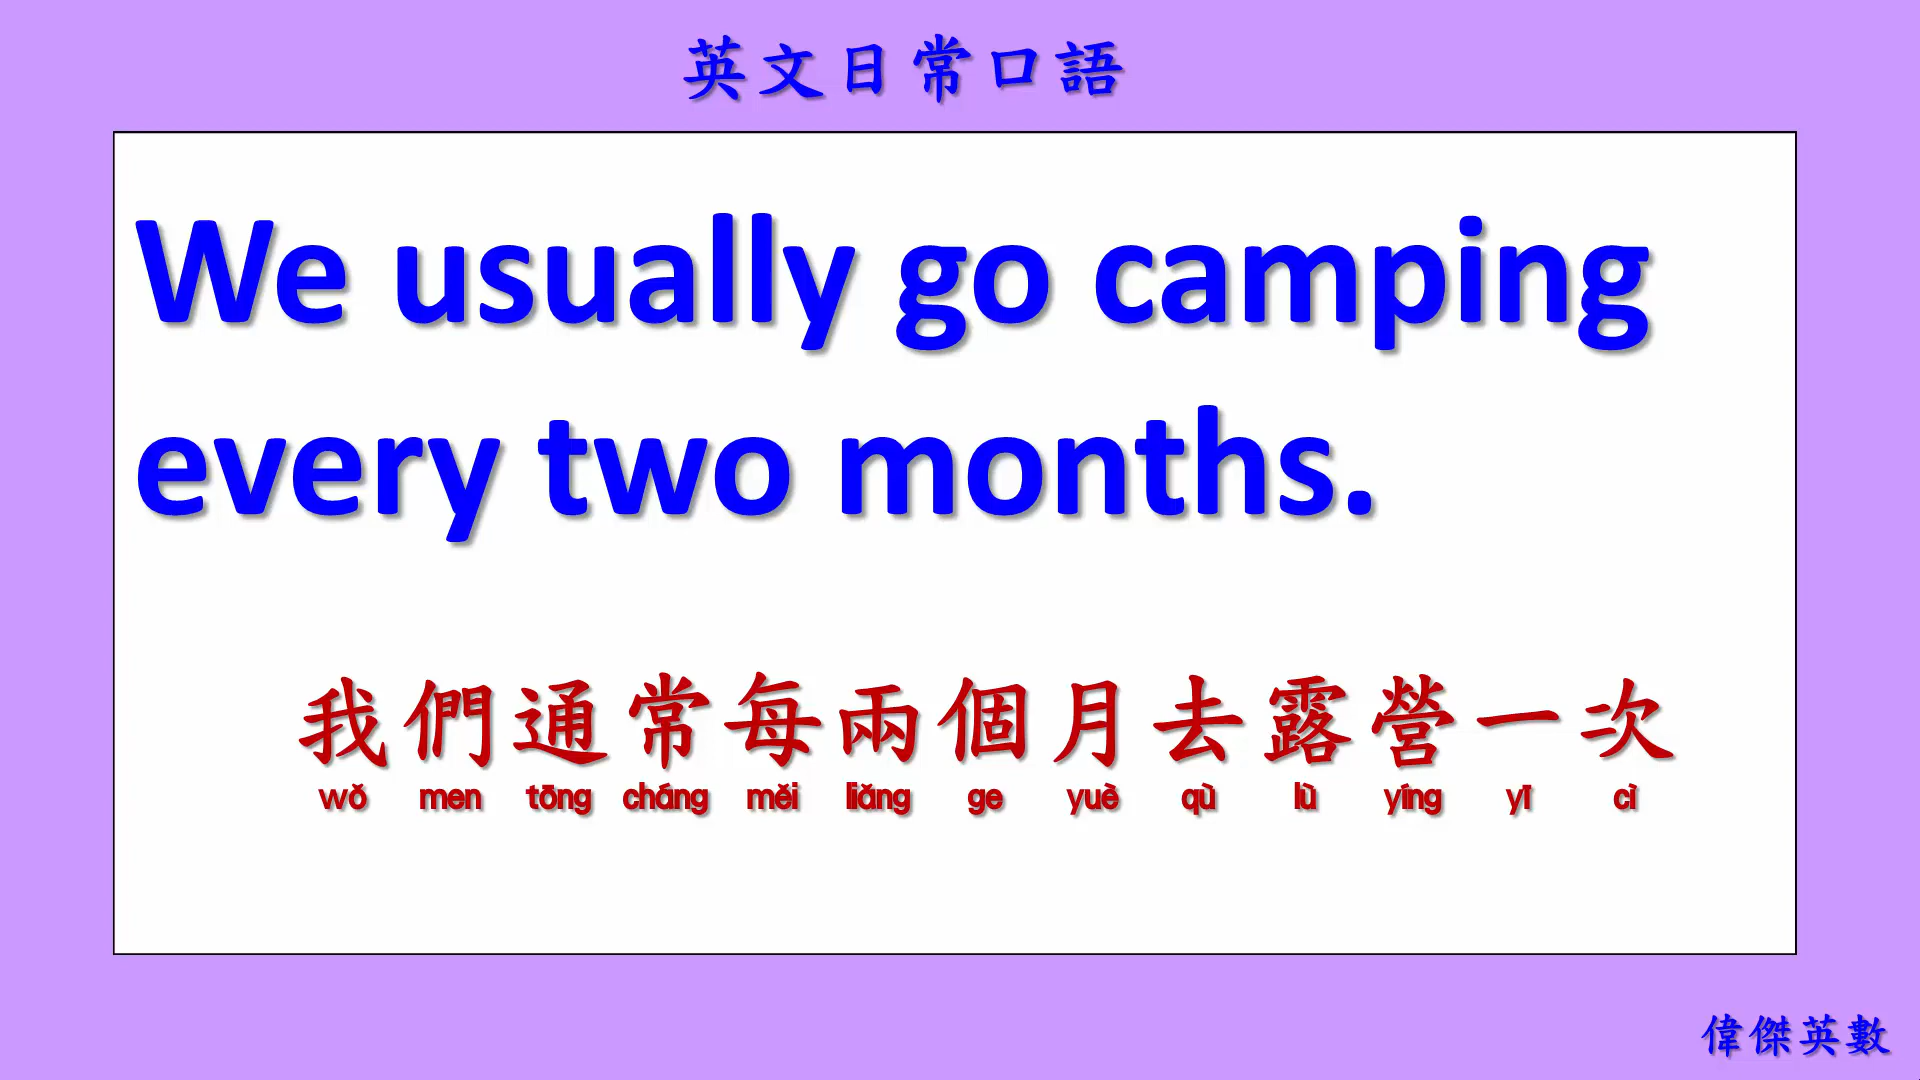 英文日常口語
We usually go camping
every two months.
我們通常每兩個月去露營一次
wǒ men tōng cháng měi liǎng ge yuè qù lù yíng yī cì
偉傑英數